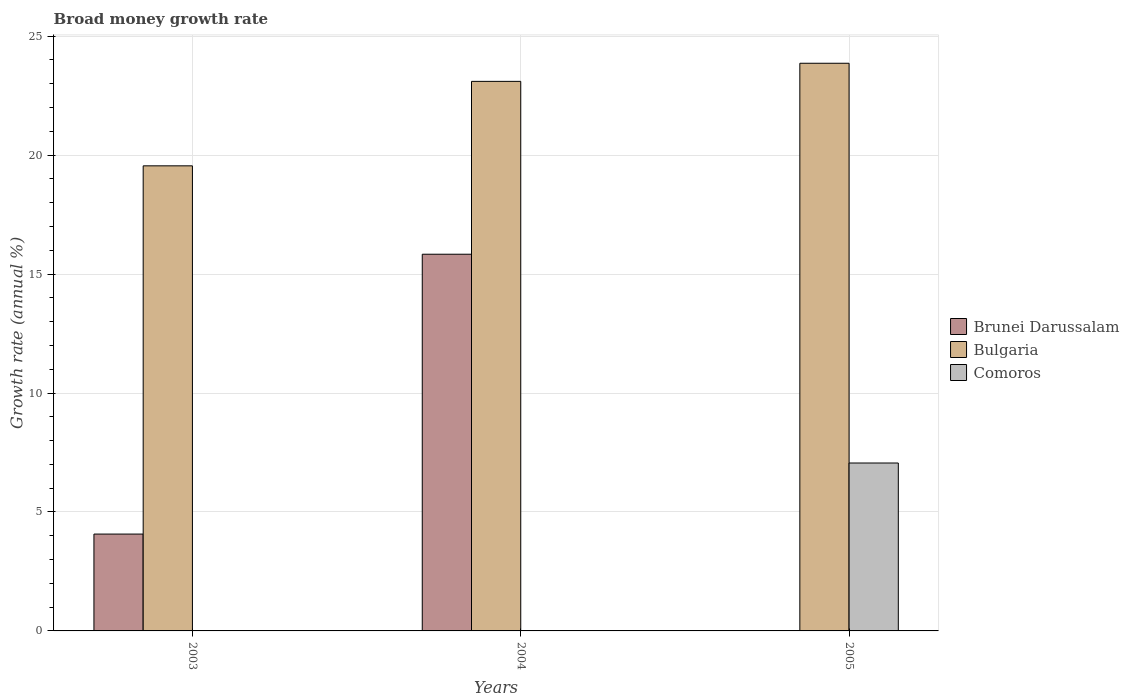 Broad money growth rate
25
20
15
10
5
0
Growth rate (annual %)
2003
2004
2005
Years
Brunei Darussalam
Bulgaria
Comoros